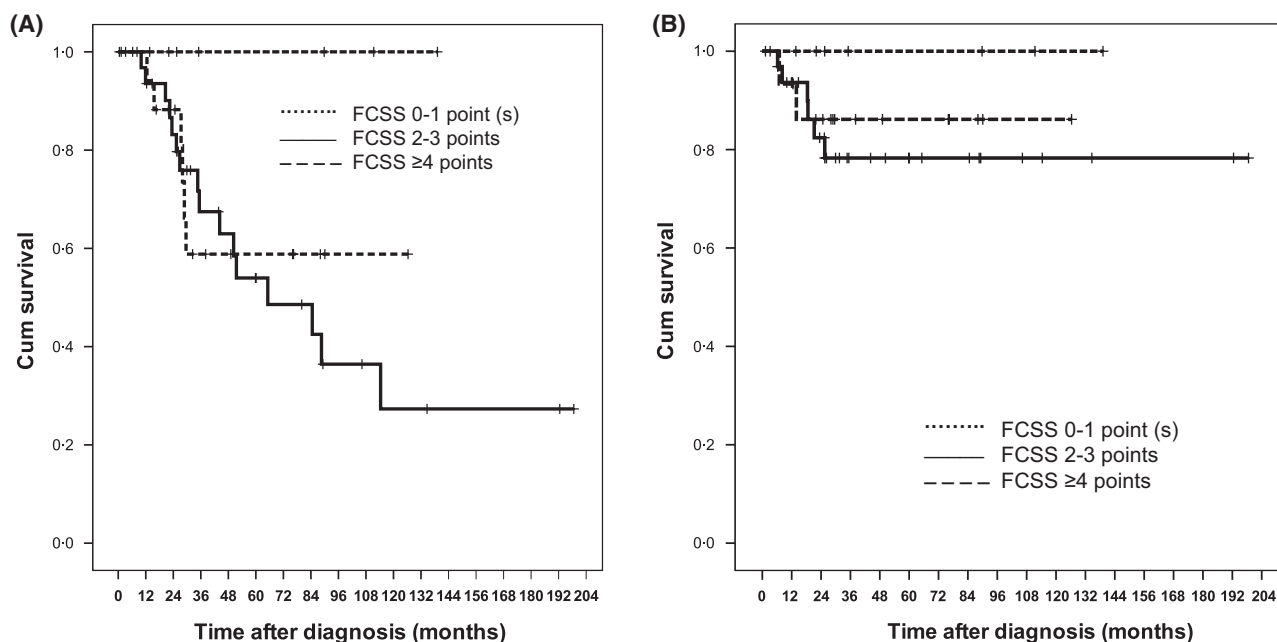 (A)
Cum survival
1·0
0·8
0·6
0·4
0·2
0·0
FCSS 0-1 point (s)
FCSS 2-3 points
FCSS ≥4 points
0 12 24 36 48 60 72 84 96 108 120 132 144 156 168 180 192 204
Time after diagnosis (months)
(B)
Cum survival
1·0
0·8
0·6
0·4
0·2
0·0
FCSS 0-1 point (s)
FCSS 2-3 points
FCSS ≥4 points
0 12 24 36 48 60 72 84 96 108 120 132 144 156 168 180 192 204
Time after diagnosis (months)